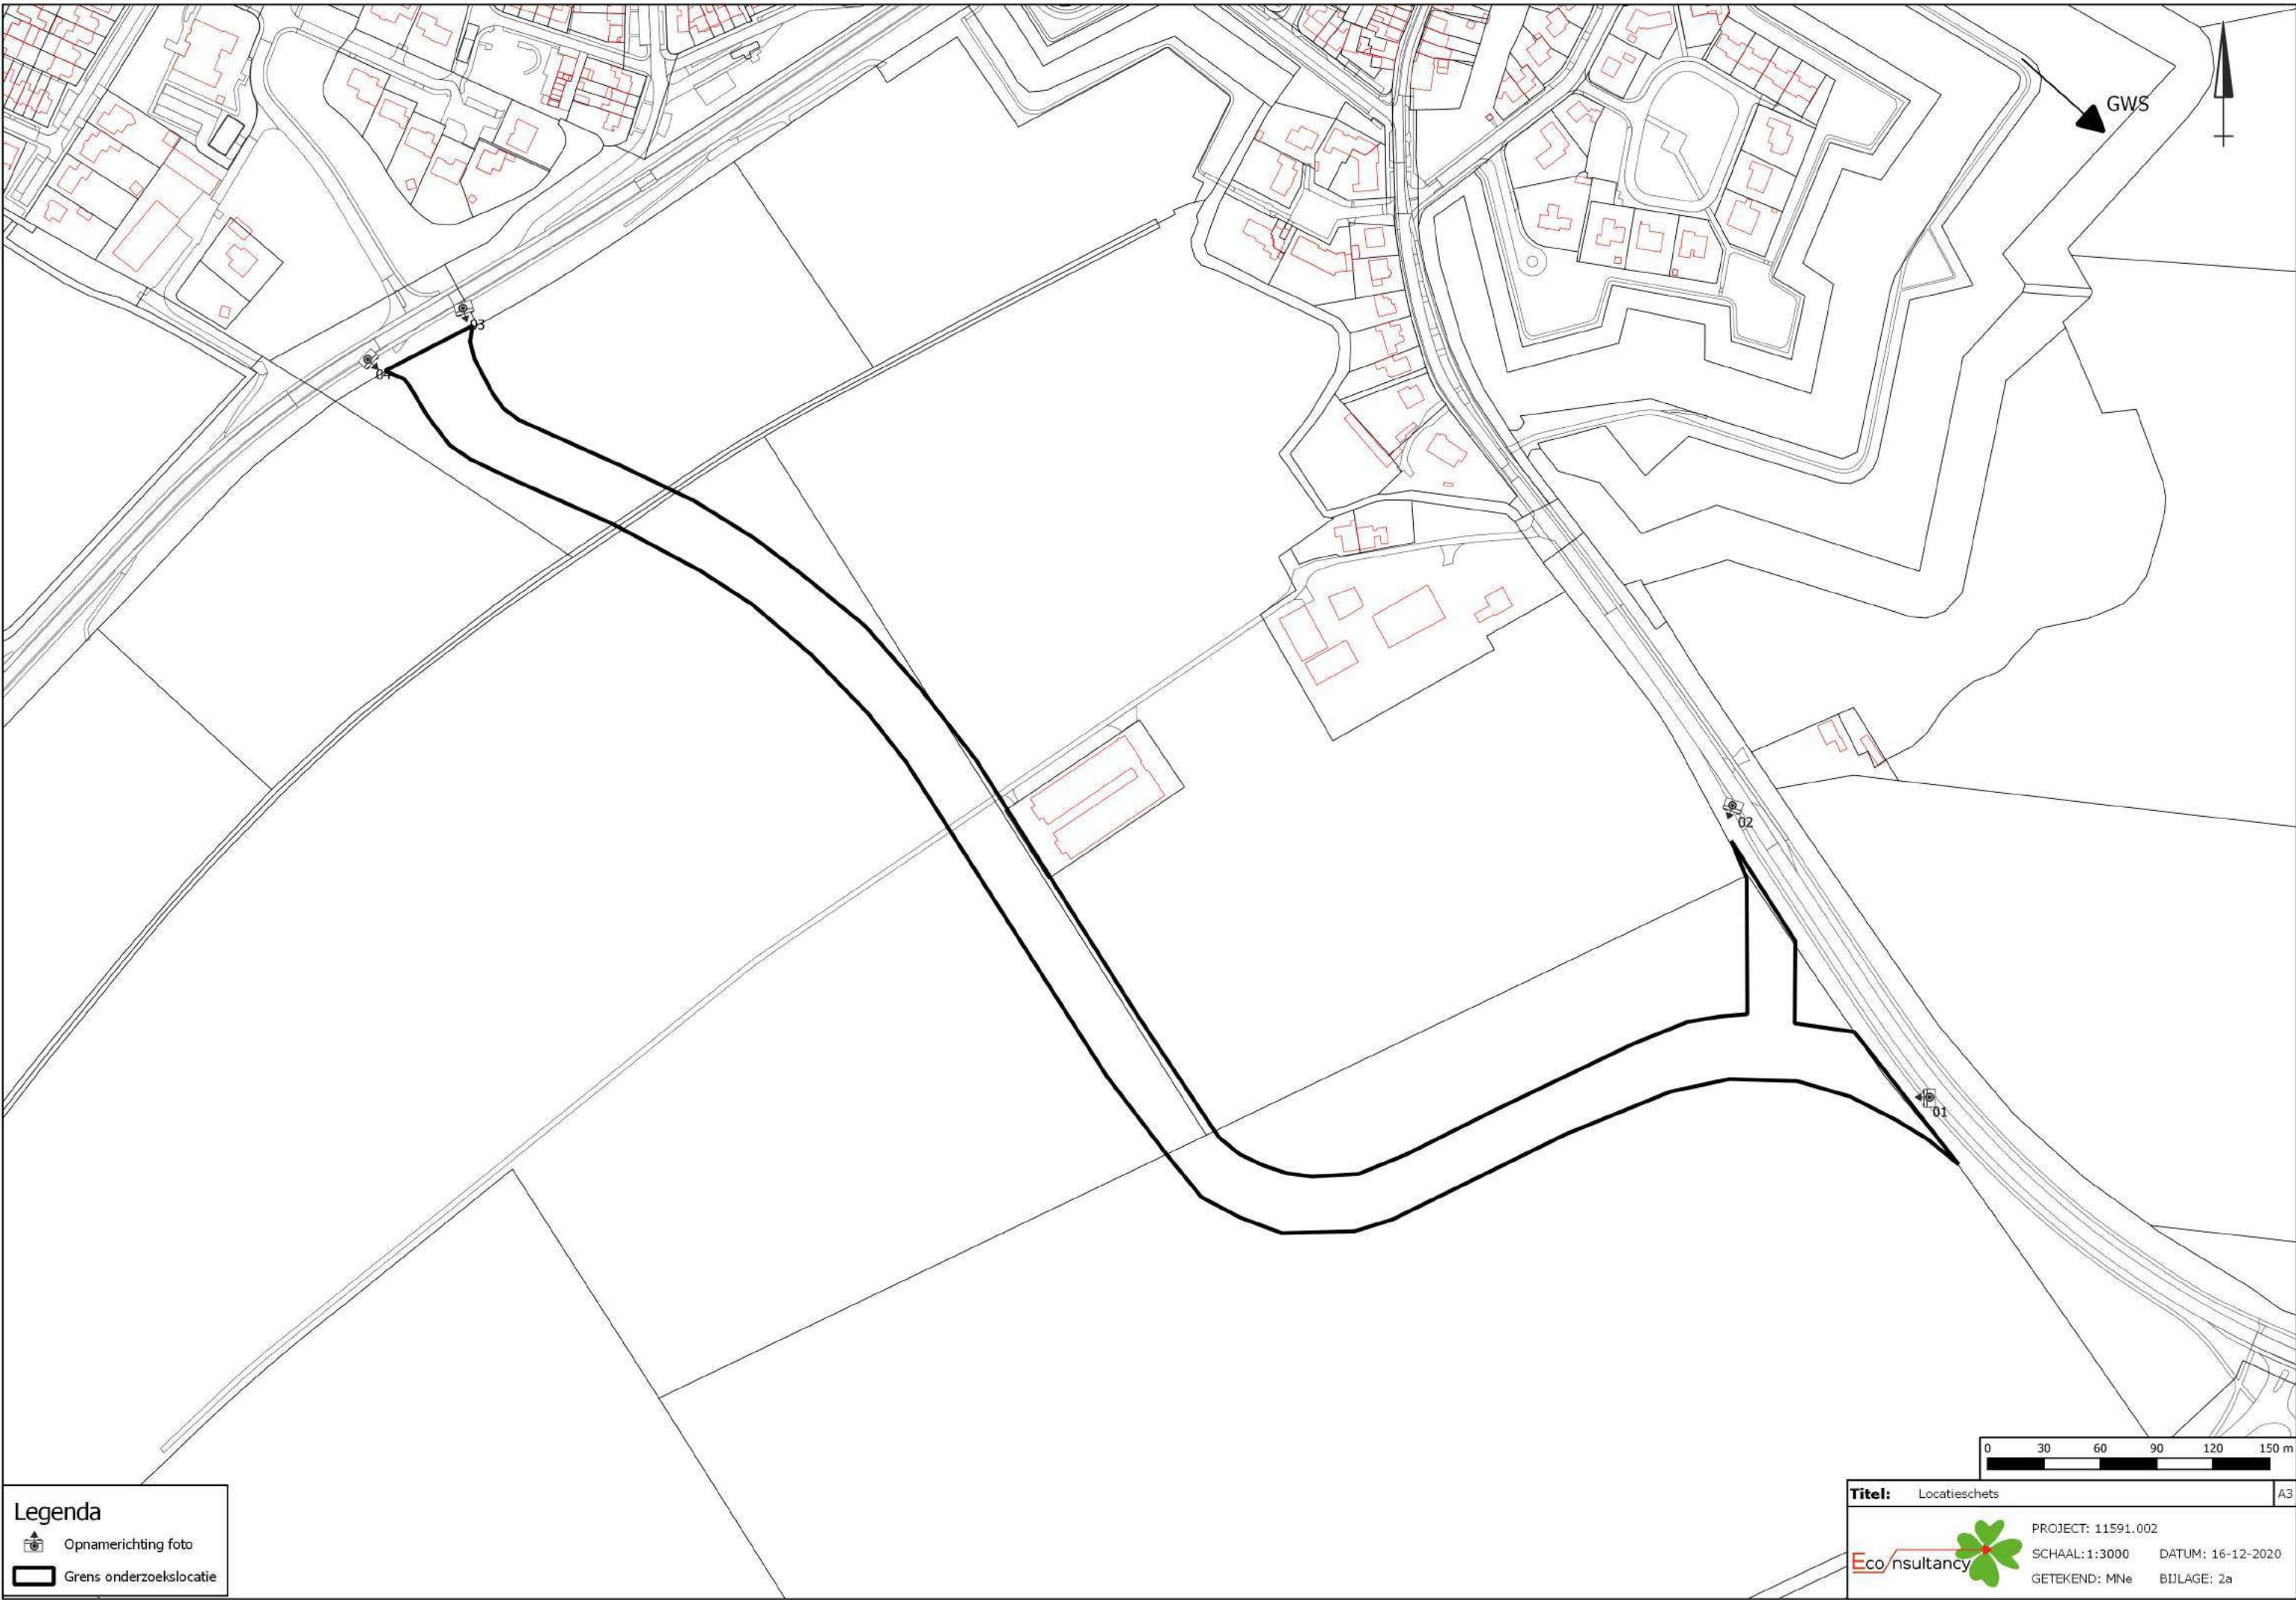 GWS
03
04
02
01
0 30 60 90 120 150 m
Legenda
Opnamerichting foto
Grens onderzoekslocatie
Titel: Locatieschets A3
Eco/nsultancy
PROJECT: 11591.002
SCHAAL:1:3000 DATUM: 16-12-2020
GETEKEND: MNe BIJLAGE: 2a